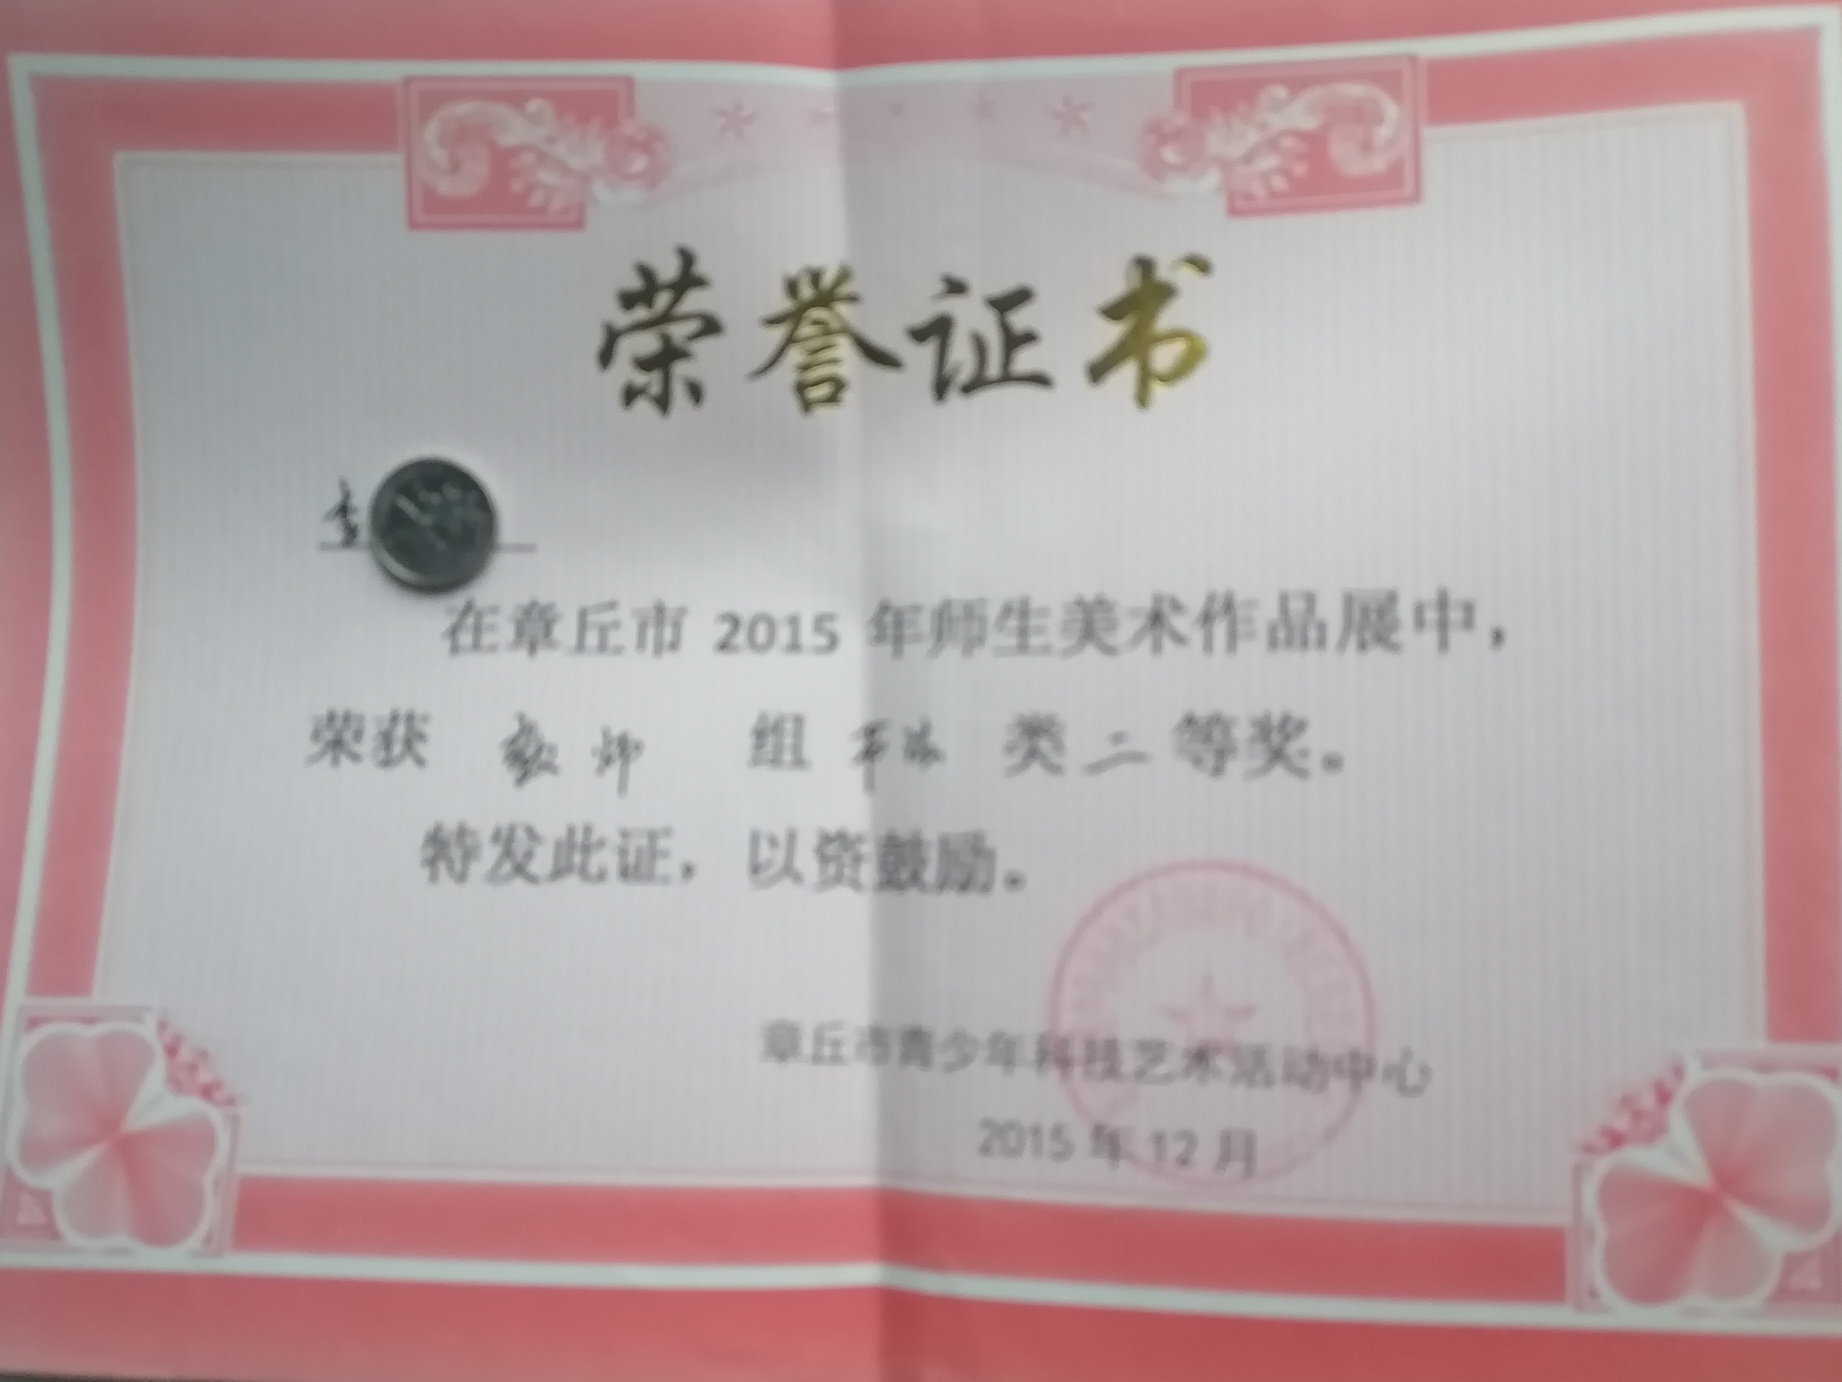 荣誉证书
李
在章丘市 2015 年师生美术作品展中，
荣获 教师 组 书法 类 二 等奖。
特发此证，以资鼓励。
章丘市青少年科技艺术活动中心
2015 年 12 月